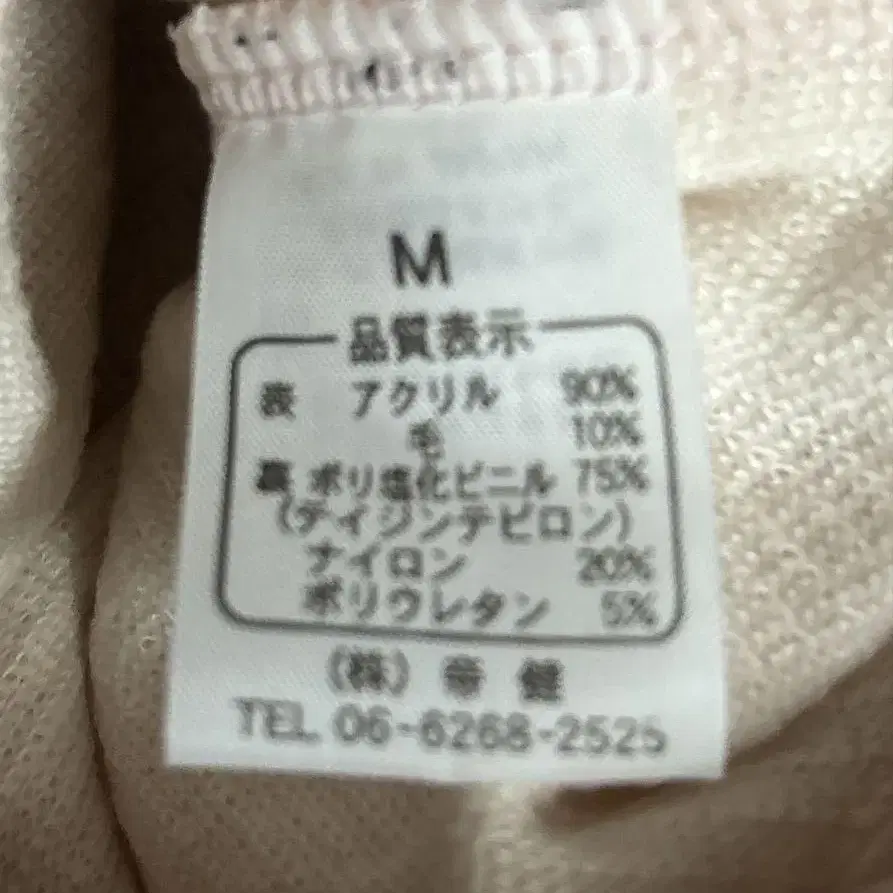 M
品質表示
表 アクリル 90%
毛 10%
裏 ポリ塩化ビニル 75%
(テイジンテビロン)
ナイロン 20%
ポリウレタン 5%
(株) 帝健
TEL 06-6268-2525